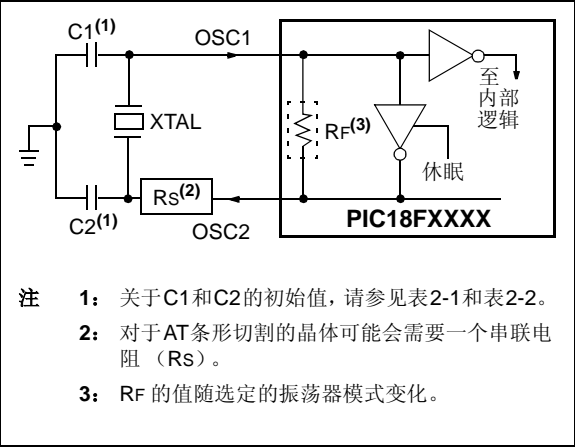 C1(1)
OSC1
至
内部
逻辑
XTAL
RF(3)
休眠
RS(2)
C2(1)
OSC2
PIC18FXXXX
注 1： 关于C1和C2的初始值，请参见表2-1和表2-2。
2： 对于AT条形切割的晶体可能会需要一个串联电
阻 （RS）。
3： RF 的值随选定的振荡器模式变化。